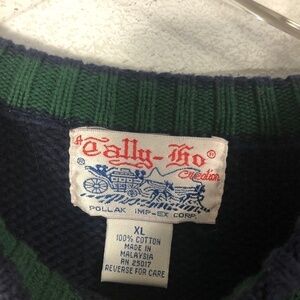 A Tally-Ho®
Creation
POLLAK IMP-EX CORP.
XL
100% COTTON
MADE IN
MALAYSIA
RN 25017
REVERSE FOR CARE